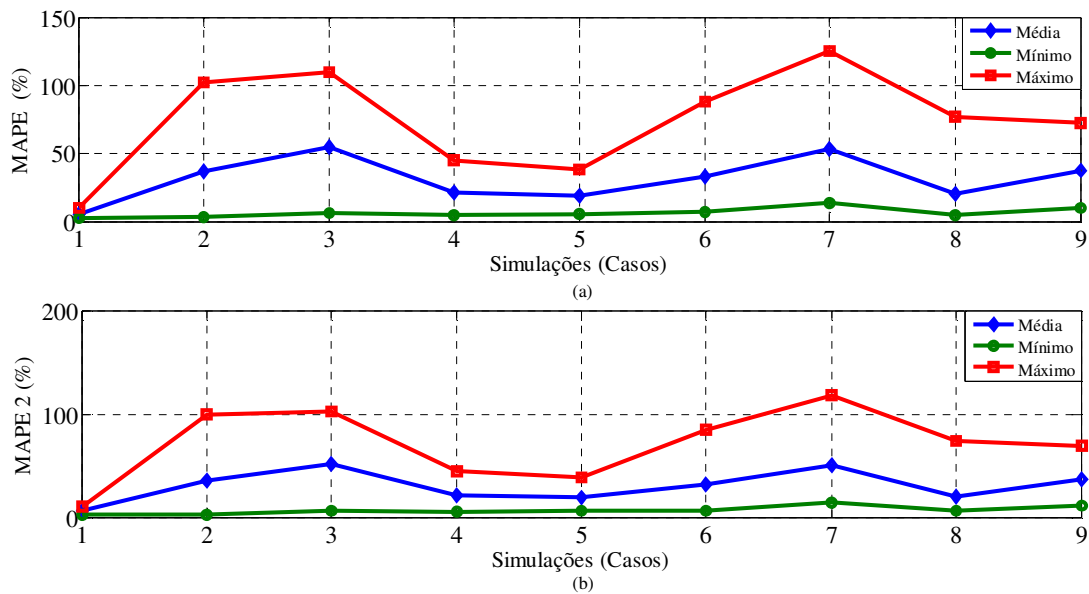 150
100
50
0
MAPE (%)
Média
Mínimo
Máximo
1 2 3 4 5 6 7 8 9
Simulações (Casos)
(a)
200
100
0
MAPE 2 (%)
Média
Mínimo
Máximo
1 2 3 4 5 6 7 8 9
Simulações (Casos)
(b)